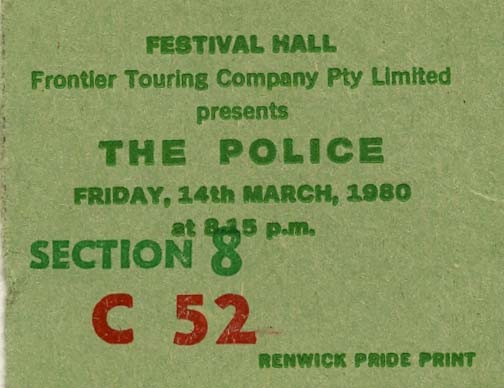 FESTIVAL HALL
Frontier Touring Company Pty Limited
presents
THE POLICE
FRIDAY, 14th MARCH, 1980
at 8.15 p.m.
SECTION 8
C 52
RENWICK PRIDE PRINT